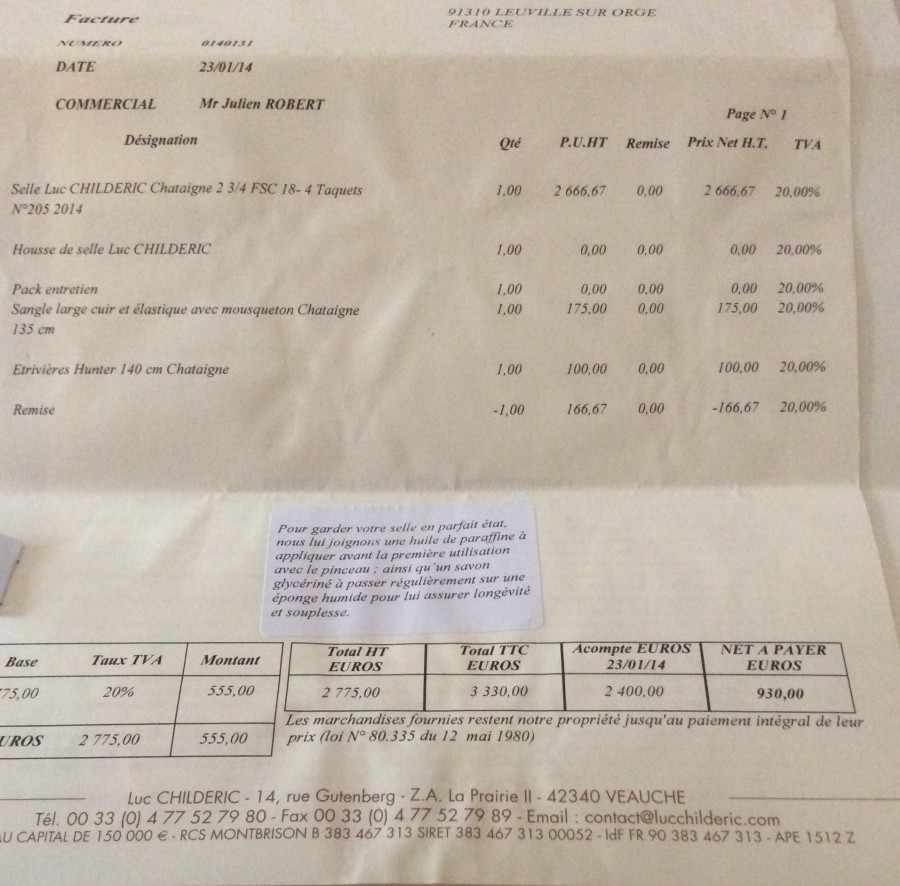 91310 LEUVILLE SUR ORGE
FRANCE
Facture
NUMERO 0140131
DATE 23/01/14
COMMERCIAL Mr Julien ROBERT
Page N° 1
Désignation Qté P.U.HT Remise Prix Net H.T. TVA
Selle Luc CHILDERIC Chataigne 2 3/4 FSC 18- 4 Taquets 1,00 2 666,67 0,00 2 666,67 20,00%
N°205 2014
Housse de selle Luc CHILDERIC 1,00 0,00 0,00 0,00 20,00%
Pack entretien 1,00 0,00 0,00 0,00 20,00%
Sangle large cuir et élastique avec mousqueton Chataigne 1,00 175,00 0,00 175,00 20,00%
135 cm
Etrivières Hunter 140 cm Chataigne 1,00 100,00 0,00 100,00 20,00%
Remise -1,00 166,67 0,00 -166,67 20,00%
Pour garder votre selle en parfait état,
nous lui joignons une huile de paraffine à
appliquer avant la première utilisation
avec le pinceau ; ainsi qu'un savon
glycériné à passer régulièrement sur une
éponge humide pour lui assurer longévité
et souplesse.
Base Taux TVA Montant
75,00 20% 555,00
UROS 2 775,00 555,00
Total HT EUROS Total TTC EUROS Acompte EUROS 23/01/14 NET A PAYER EUROS
2 775,00 3 330,00 2 400,00 930,00
Les marchandises fournies restent notre propriété jusqu'au paiement intégral de leur
prix (loi N° 80.335 du 12 mai 1980)
Luc CHILDERIC - 14, rue Gutenberg - Z.A. La Prairie II - 42340 VEAUCHE
Tél. 00 33 (0) 4 77 52 79 80 - Fax 00 33 (0) 4 77 52 79 89 - Email : contact@lucchilderic.com
AU CAPITAL DE 150 000 € - RCS MONTBRISON B 383 467 313 SIRET 383 467 313 00052 - IdF FR 90 383 467 313 - APE 1512 Z